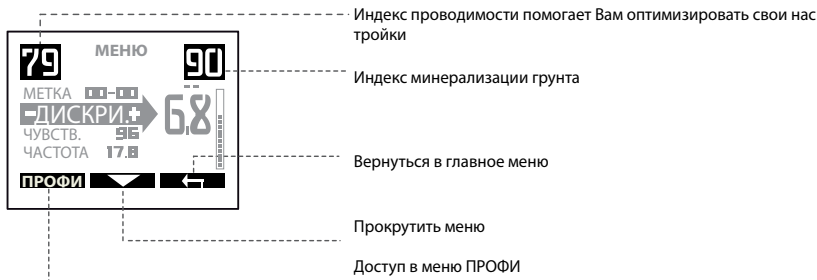 Индекс проводимости помогает Вам оптимизировать свои нас
тройки
79 МЕНЮ 90
Индекс минерализации грунта
МЕТКА 00-00
-ДИСКРИ.+ 6.8
ЧУВСТВ. 96
ЧАСТОТА 17.8
Вернуться в главное меню
ПРОФИ
Прокрутить меню
Доступ в меню ПРОФИ